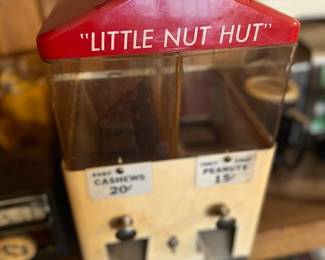 "LITTLE NUT HUT"
CASHEWS
20¢
PEANUTS
15¢